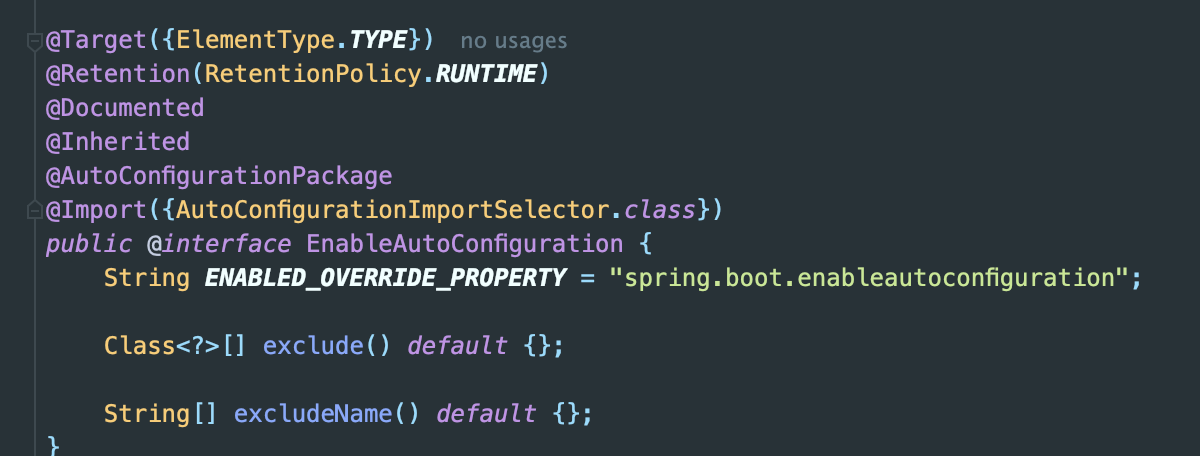 @Target({ElementType.TYPE}) no usages
@Retention(RetentionPolicy.RUNTIME)
@Documented
@Inherited
@AutoConfigurationPackage
@Import({AutoConfigurationImportSelector.class})
public @interface EnableAutoConfiguration {
    String ENABLED_OVERRIDE_PROPERTY = "spring.boot.enableautoconfiguration";
    Class<?>[] exclude() default {};
    String[] excludeName() default {};
}